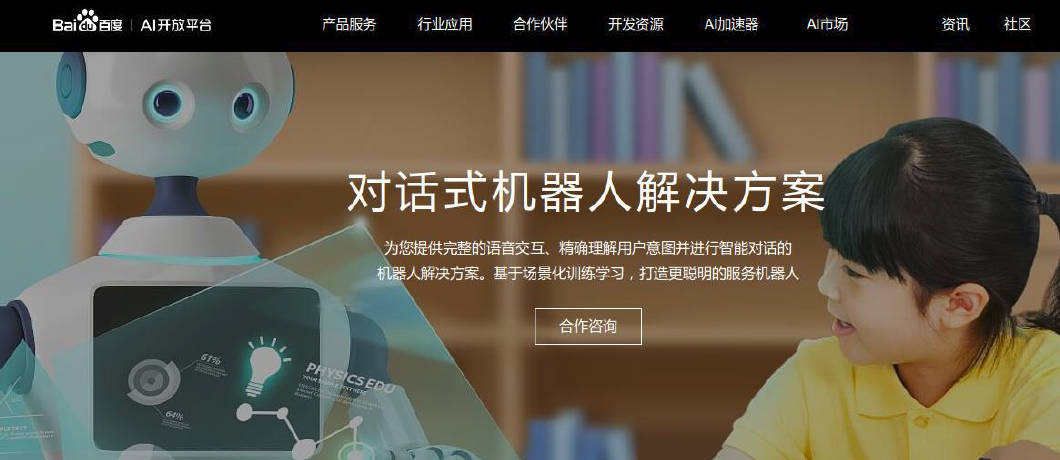 Bai du 百度 | AI开放平台
产品服务 行业应用 合作伙伴 开发资源 AI加速器 AI市场 资讯 社区
对话式机器人解决方案
为您提供完整的语音交互、精确理解用户意图并进行智能对话的
机器人解决方案。基于场景化训练学习，打造更聪明的服务机器人
合作咨询
61%
PHYSICS EDU
64%